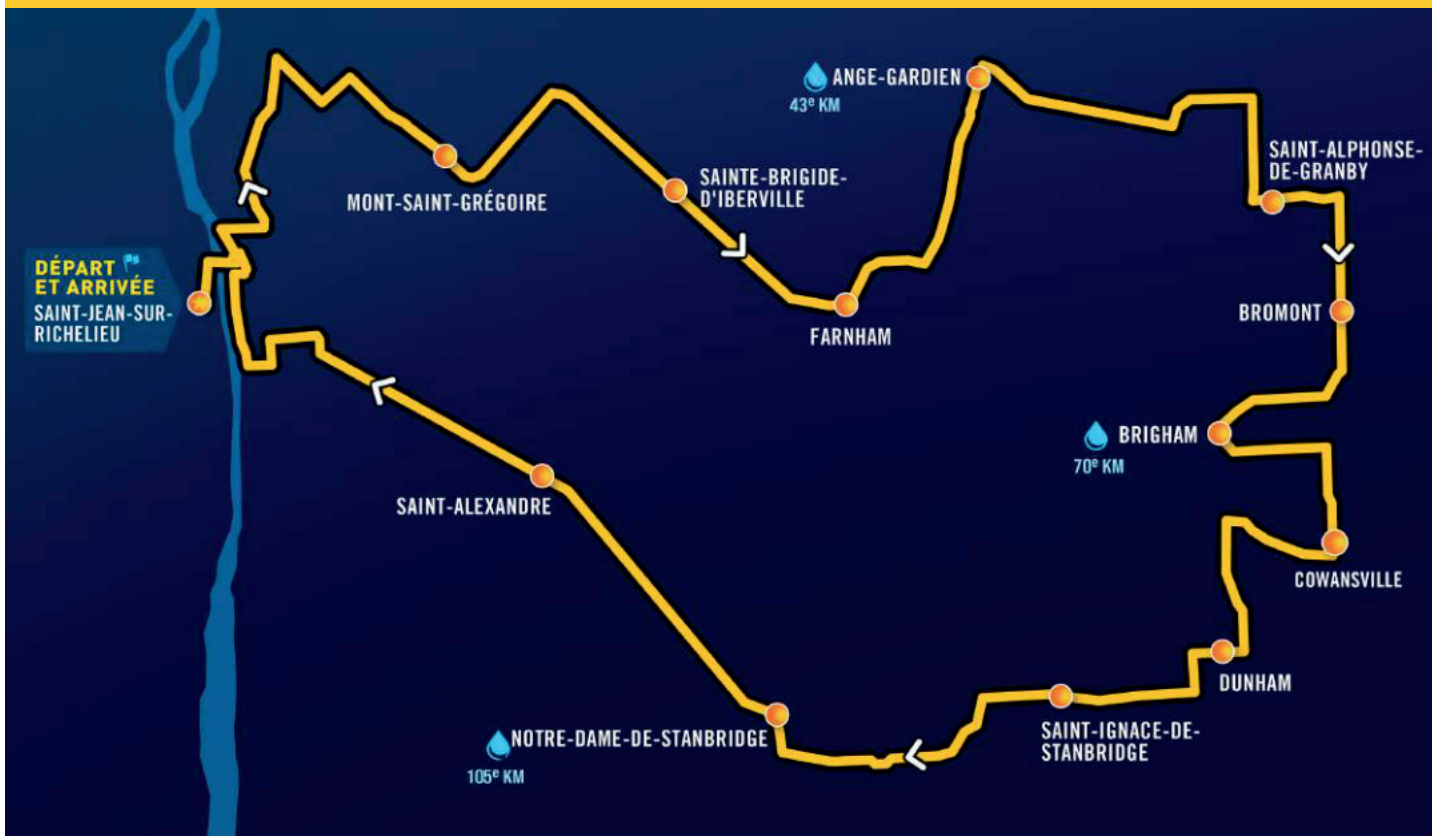 ANGE-GARDIEN
43e KM
SAINT-ALPHONSE-
DE-GRANBY
SAINTE-BRIGIDE-
D'IBERVILLE
MONT-SAINT-GRÉGOIRE
DÉPART
ET ARRIVÉE
SAINT-JEAN-SUR-
RICHELIEU
FARNHAM
BROMONT
BRIGHAM
70e KM
SAINT-ALEXANDRE
COWANSVILLE
DUNHAM
NOTRE-DAME-DE-STANBRIDGE
105e KM
SAINT-IGNACE-DE-
STANBRIDGE